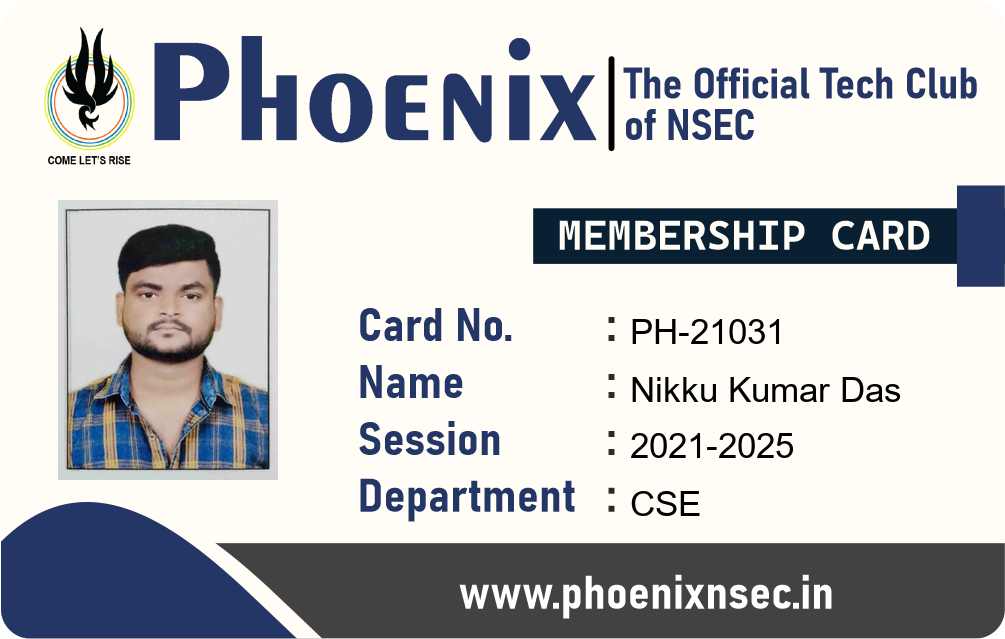 COME LET'S RISE
PHOENIX
The Official Tech Club
of NSEC
MEMBERSHIP CARD
Card No. : PH-21031
Name : Nikku Kumar Das
Session : 2021-2025
Department : CSE
www.phoenixnsec.in